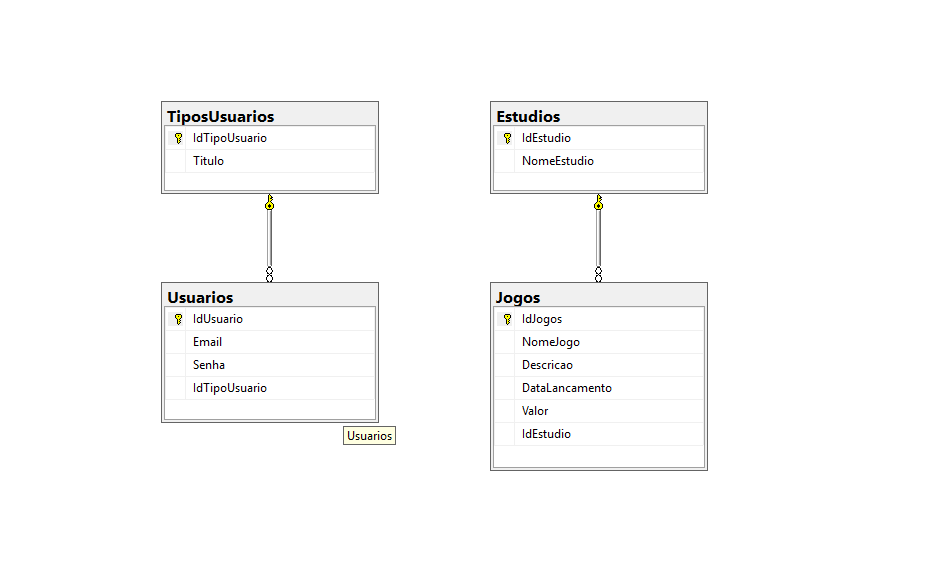 TiposUsuarios
IdTipoUsuario
Titulo
Estudios
IdEstudio
NomeEstudio
Usuarios
IdUsuario
Email
Senha
IdTipoUsuario
Usuarios
Jogos
IdJogos
NomeJogo
Descricao
DataLancamento
Valor
IdEstudio